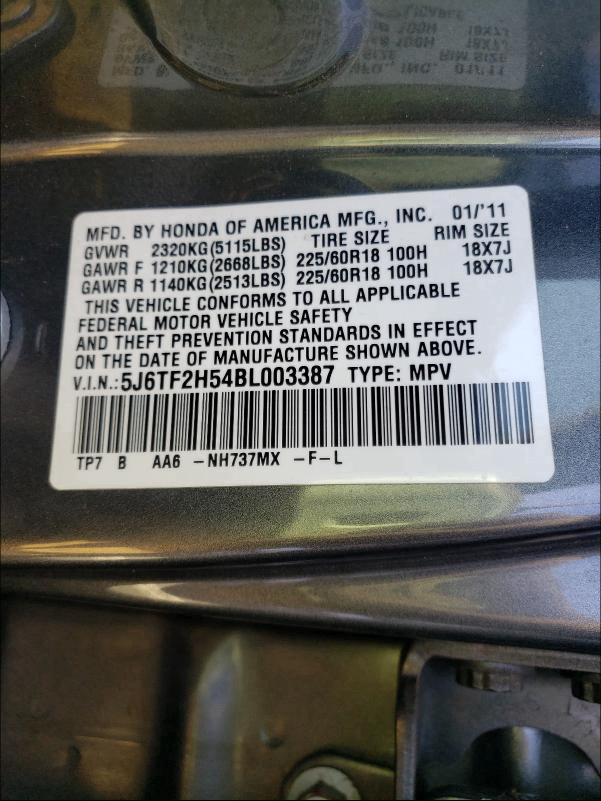 MFD. BY HONDA OF AMERICA MFG., INC. 01/'11
GVWR 2320KG(5115LBS) TIRE SIZE RIM SIZE
GAWR F 1210KG(2668LBS) 225/60R18 100H 18X7J
GAWR R 1140KG(2513LBS) 225/60R18 100H 18X7J
THIS VEHICLE CONFORMS TO ALL APPLICABLE
FEDERAL MOTOR VEHICLE SAFETY
AND THEFT PREVENTION STANDARDS IN EFFECT
ON THE DATE OF MANUFACTURE SHOWN ABOVE.
V.I.N.:5J6TF2H54BL003387 TYPE: MPV
TP7 B AA6 -NH737MX -F-L